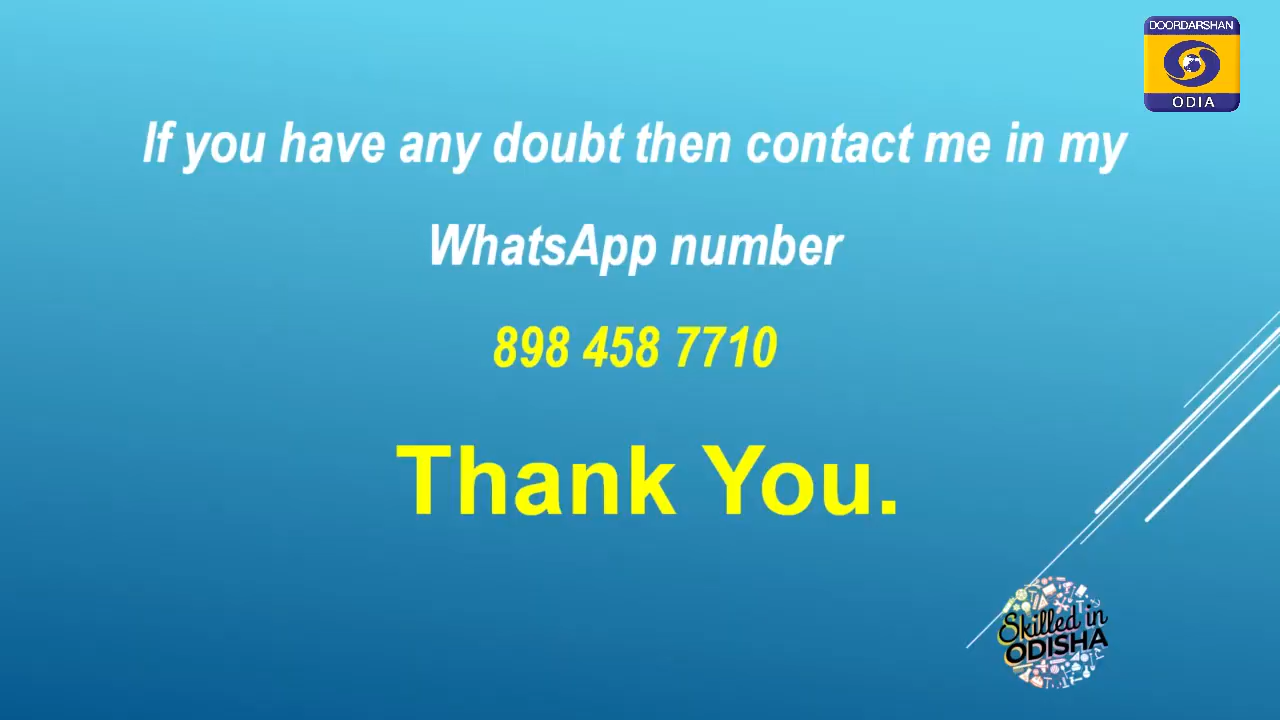 DOORDARSHAN
ODIA
If you have any doubt then contact me in my
WhatsApp number
898 458 7710
Thank You.
Skilled in
ODISHA